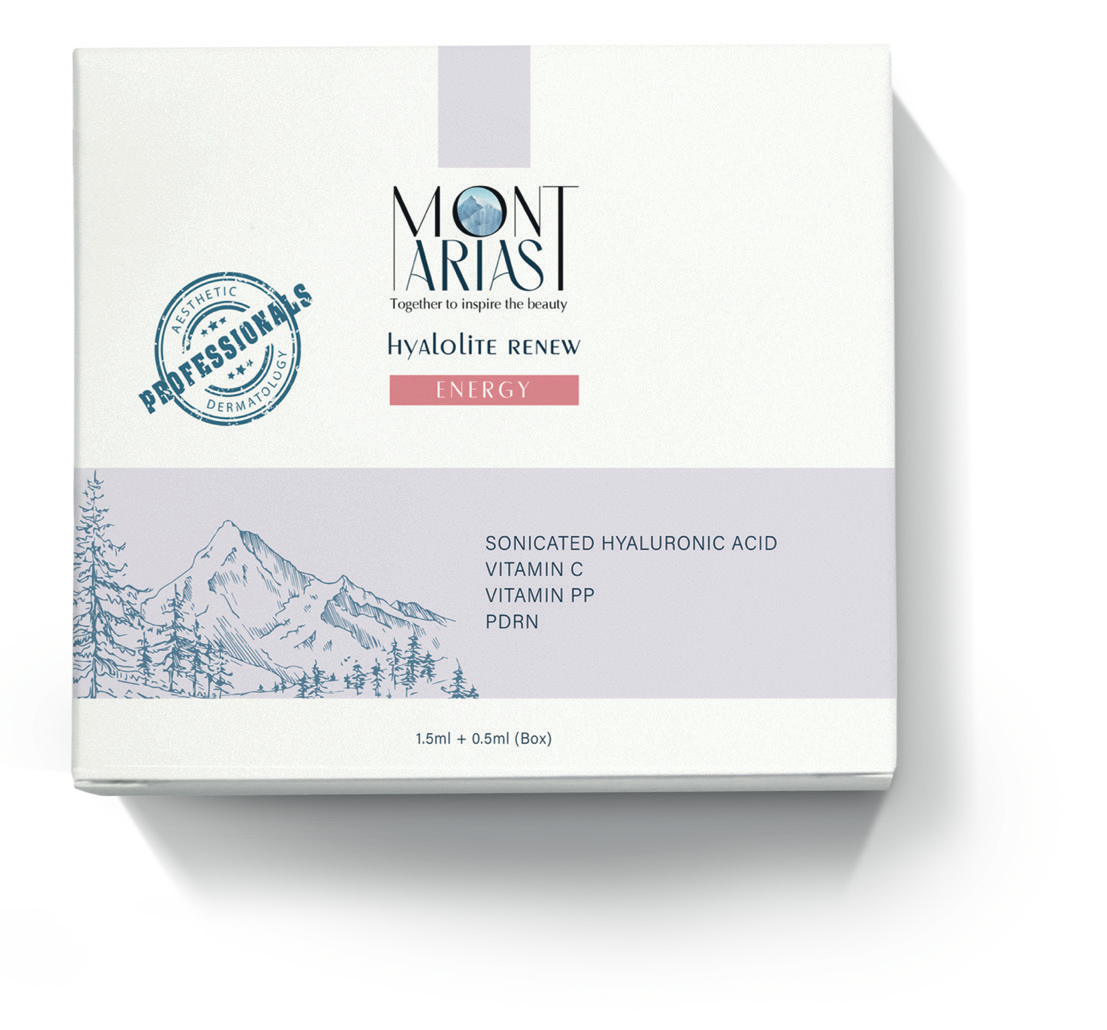 MONT
ARIAST
Together to inspire the beauty
hyalolite RENEW
ENERGY
AESTHETIC
PROFESSIONALS
DERMATOLOGY
SONICATED HYALURONIC ACID
VITAMIN C
VITAMIN PP
PDRN
1.5ml + 0.5ml (Box)